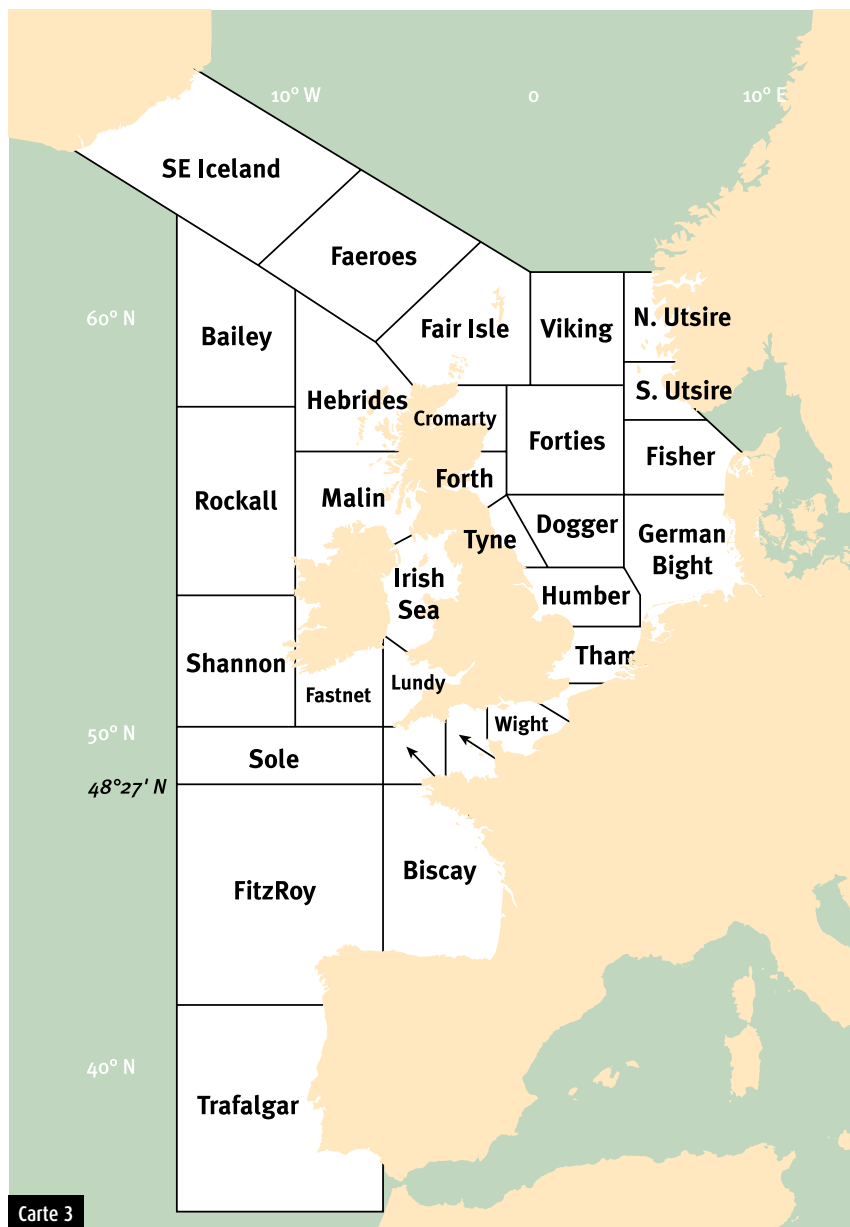 10° W
0
10° E
SE Iceland
Faeroes
60° N
Bailey
Fair Isle
Viking
N. Utsire
S. Utsire
Hebrides
Cromarty
Forties
Fisher
Rockall
Malin
Forth
Tyne
Dogger
German
Bight
Irish
Sea
Humber
Shannon
Fastnet
Lundy
Tham
Wight
50° N
Sole
48°27' N
FitzRoy
Biscay
40° N
Trafalgar
Carte 3